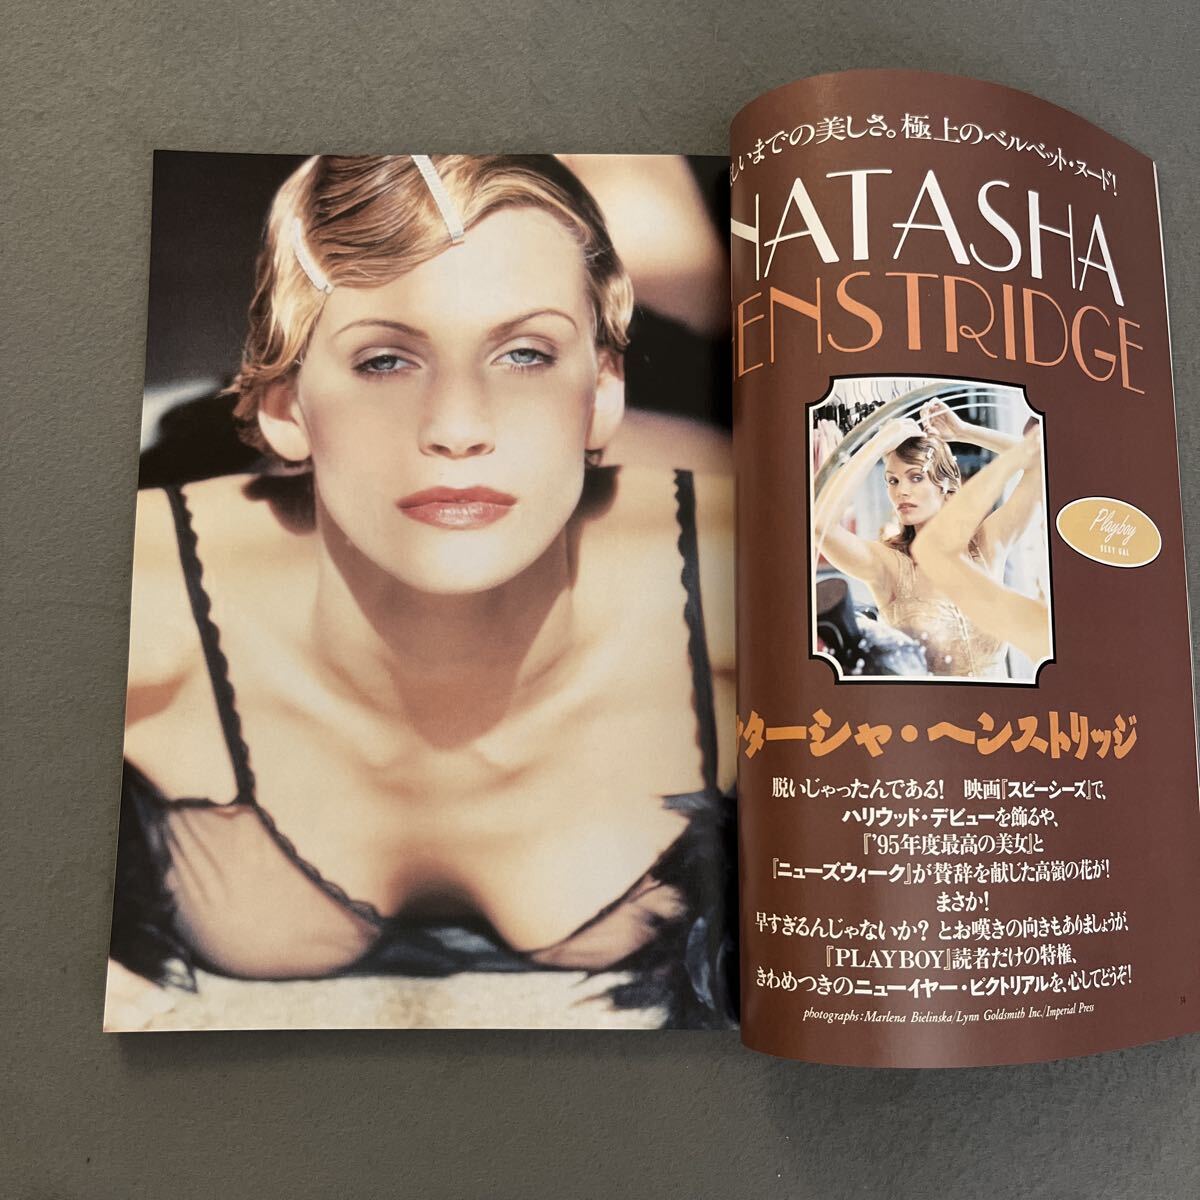 しいまでの美しさ。極上のベルベット・ヌード!
NATASHA
HENSTRIDGE
Playboy
SEXY GAL
ターシャ・ヘンストリッジ
脱いじゃったんである! 映画『スピーシーズ』で、
ハリウッド・デビューを飾るや、
『'95年度最高の美女』と
『ニューズウィーク』が賛辞を献じた高嶺の花が!
まさか!
早すぎるんじゃないか? とお嘆きの向きもありましょうが、
『PLAYBOY』読者だけの特権、
きわめつきのニューイヤー・ピクトリアルを、心してどうぞ!
photographs:Marlena Bielinska/Lynn Goldsmith Inc./Imperial Press